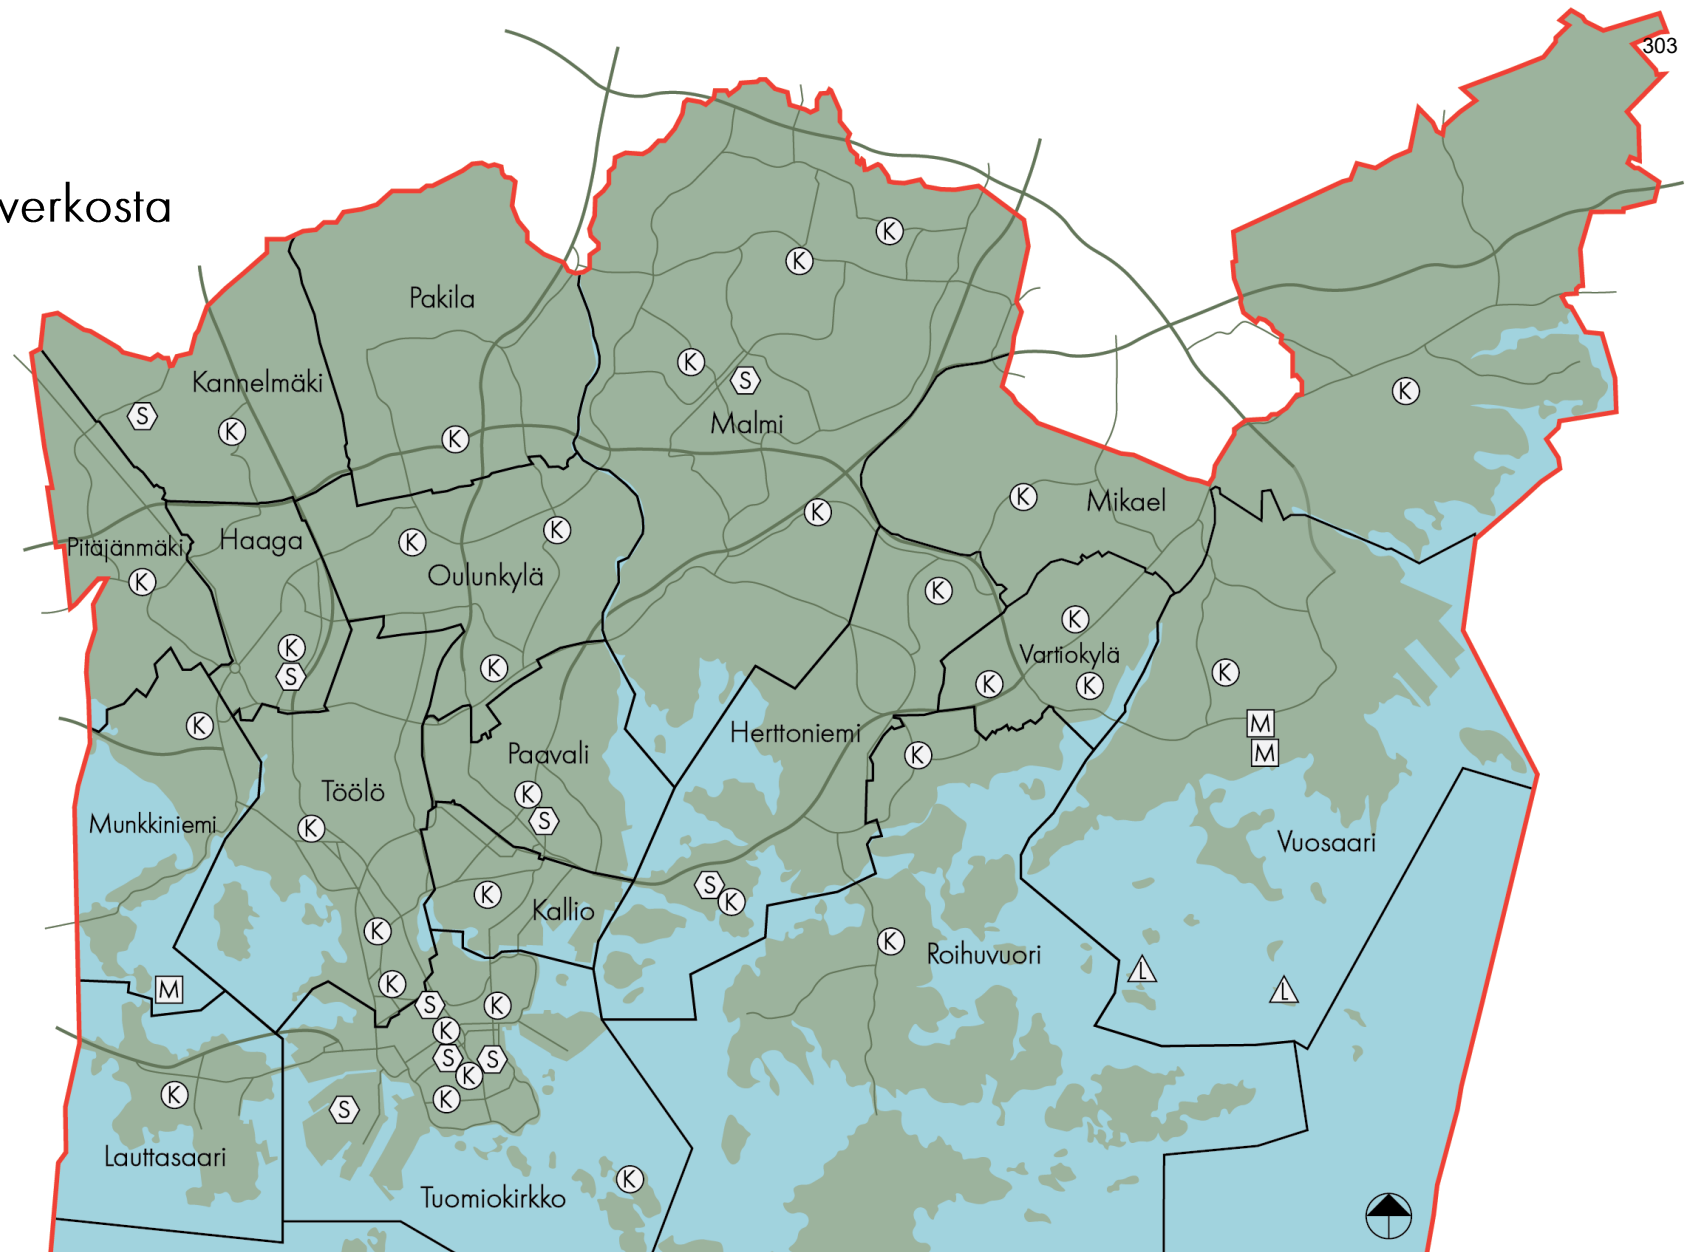 303
verkosta
K
K
Pakila
K
S
Kannelmäki
S
K
K
Malmi
K
K
Mikael
K
K
Haaga
Pitäjänmäki
K
K
Oulunkylä
K
K
K
K
S
Vartiokylä
K
K
K
K
K
M
M
Herttoniemi
Paavali
K
Töölö
K
S
Munkkiniemi
K
Vuosaari
S
K
K
Kallio
K
K
Roihuvuori
L
M
K
L
S
K
K
S
S
K
K
K
S
Lauttasaari
K
Tuomiokirkko